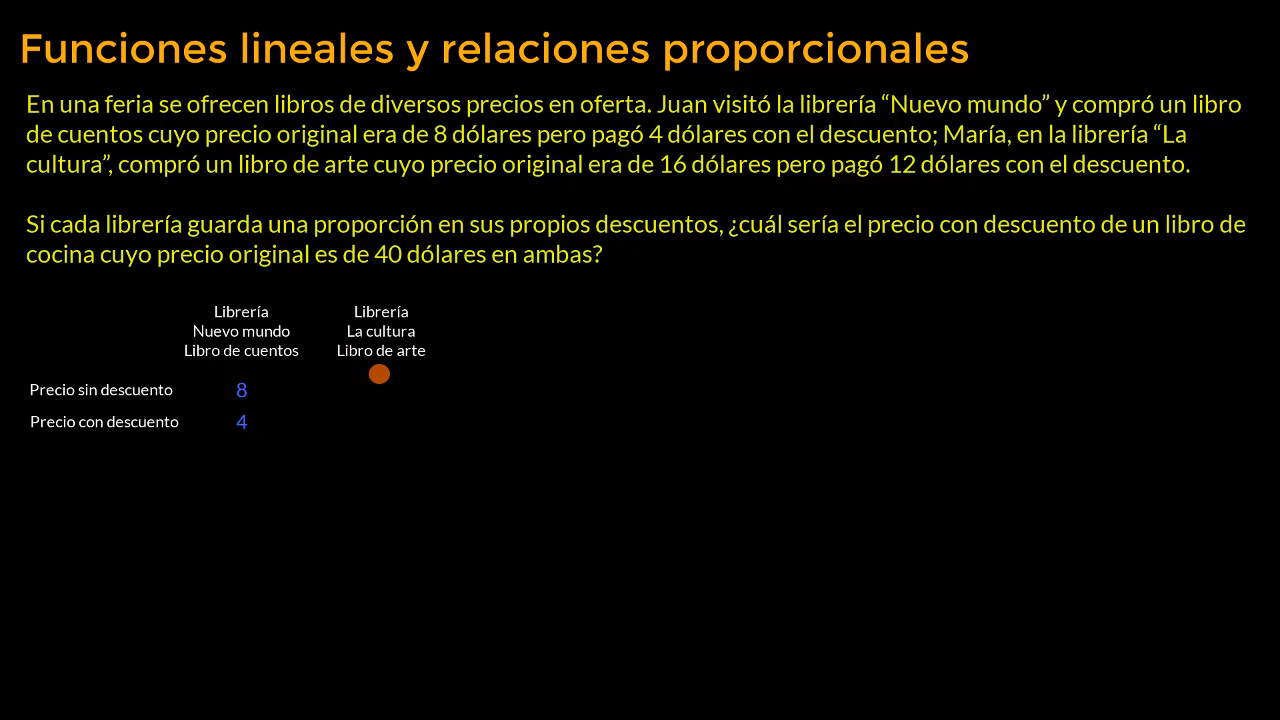 Funciones lineales y relaciones proporcionales
En una feria se ofrecen libros de diversos precios en oferta. Juan visitó la librería “Nuevo mundo” y compró un libro
de cuentos cuyo precio original era de 8 dólares pero pagó 4 dólares con el descuento; María, en la librería “La
cultura”, compró un libro de arte cuyo precio original era de 16 dólares pero pagó 12 dólares con el descuento.
Si cada librería guarda una proporción en sus propios descuentos, ¿cuál sería el precio con descuento de un libro de
cocina cuyo precio original es de 40 dólares en ambas?
Librería Librería
Nuevo mundo La cultura
Libro de cuentos Libro de arte
Precio sin descuento 8
Precio con descuento 4